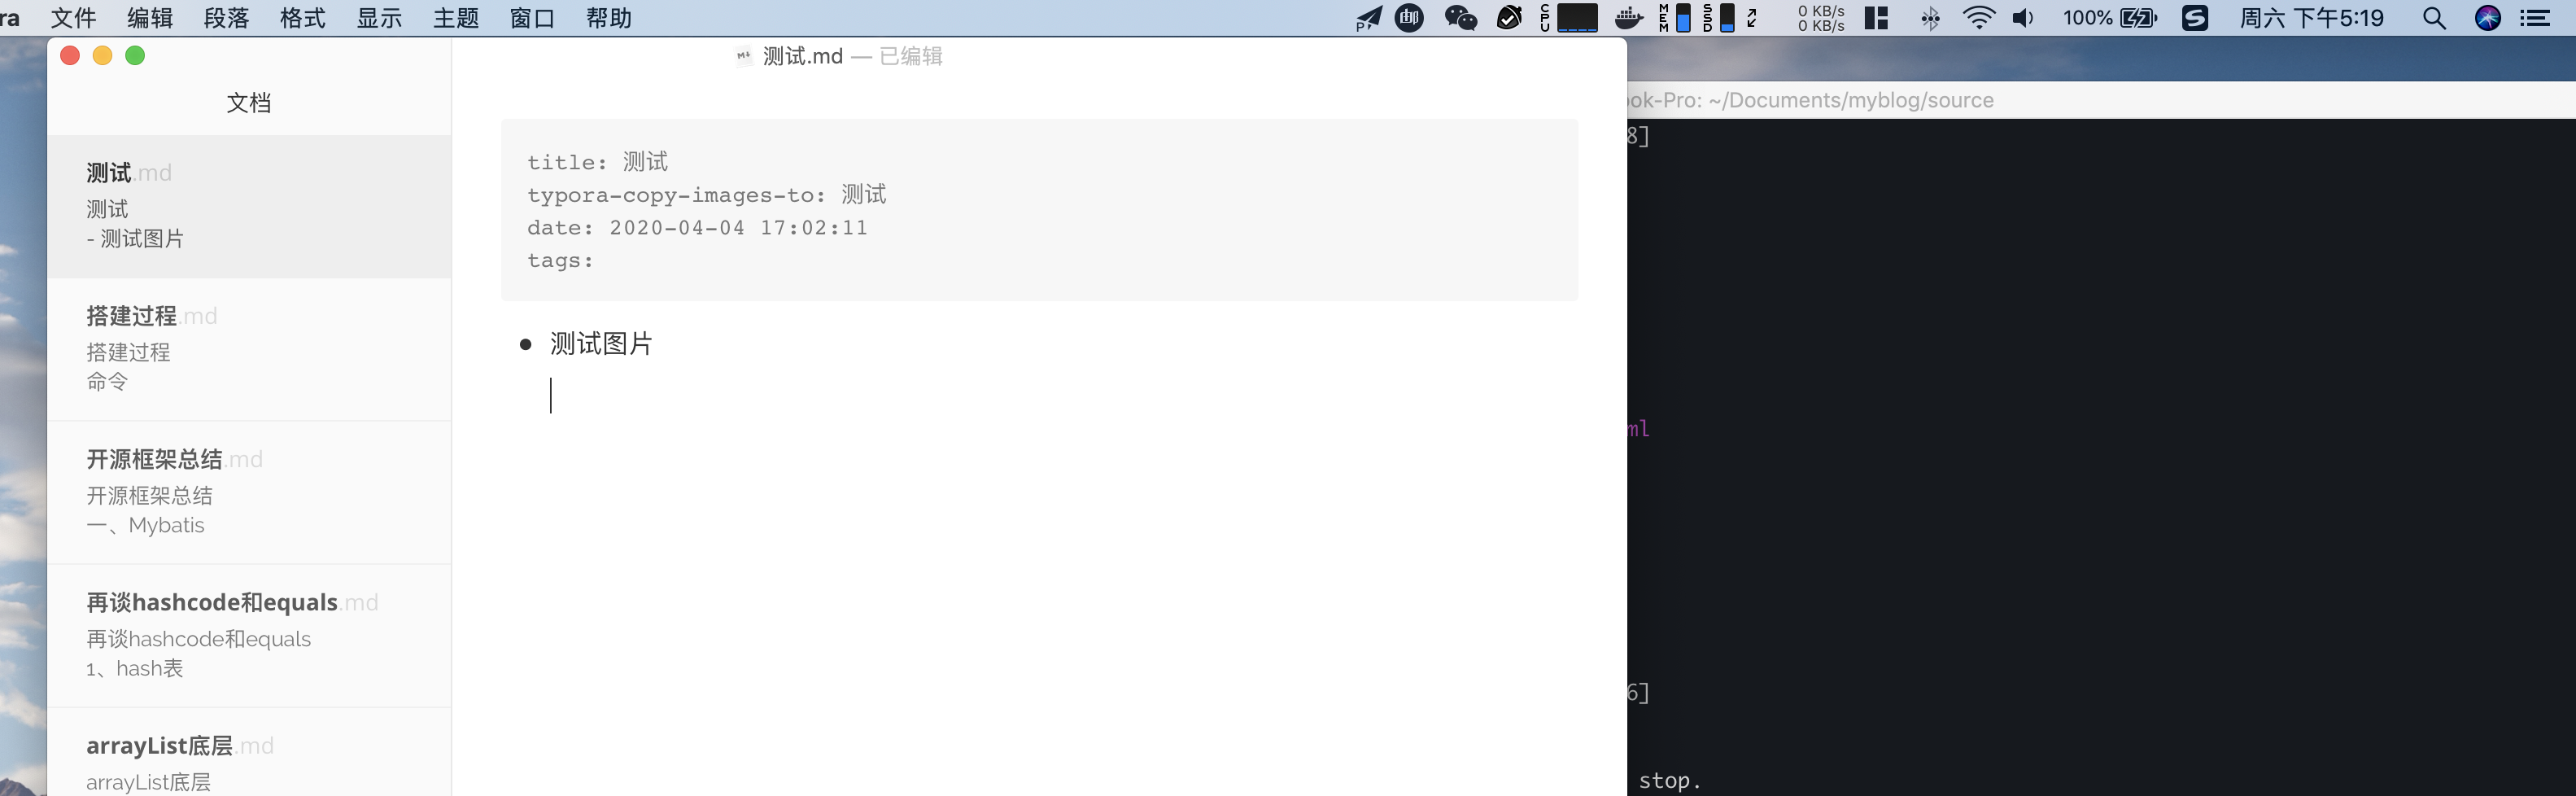 ra 文件 编辑 段落 格式 显示 主题 窗口 帮助
CPU MEM SSD 0 KB/s 0 KB/s 100% 周六 下午5:19
测试.md — 已编辑
文档
测试.md
测试
- 测试图片
搭建过程.md
搭建过程
命令
开源框架总结.md
开源框架总结
一、Mybatis
再谈hashcode和equals.md
再谈hashcode和equals
1、hash表
arrayList底层.md
arrayList底层
title: 测试
typora-copy-images-to: 测试
date: 2020-04-04 17:02:11
tags:
测试图片
ook-Pro: ~/Documents/myblog/source
8]
ml
6]
stop.